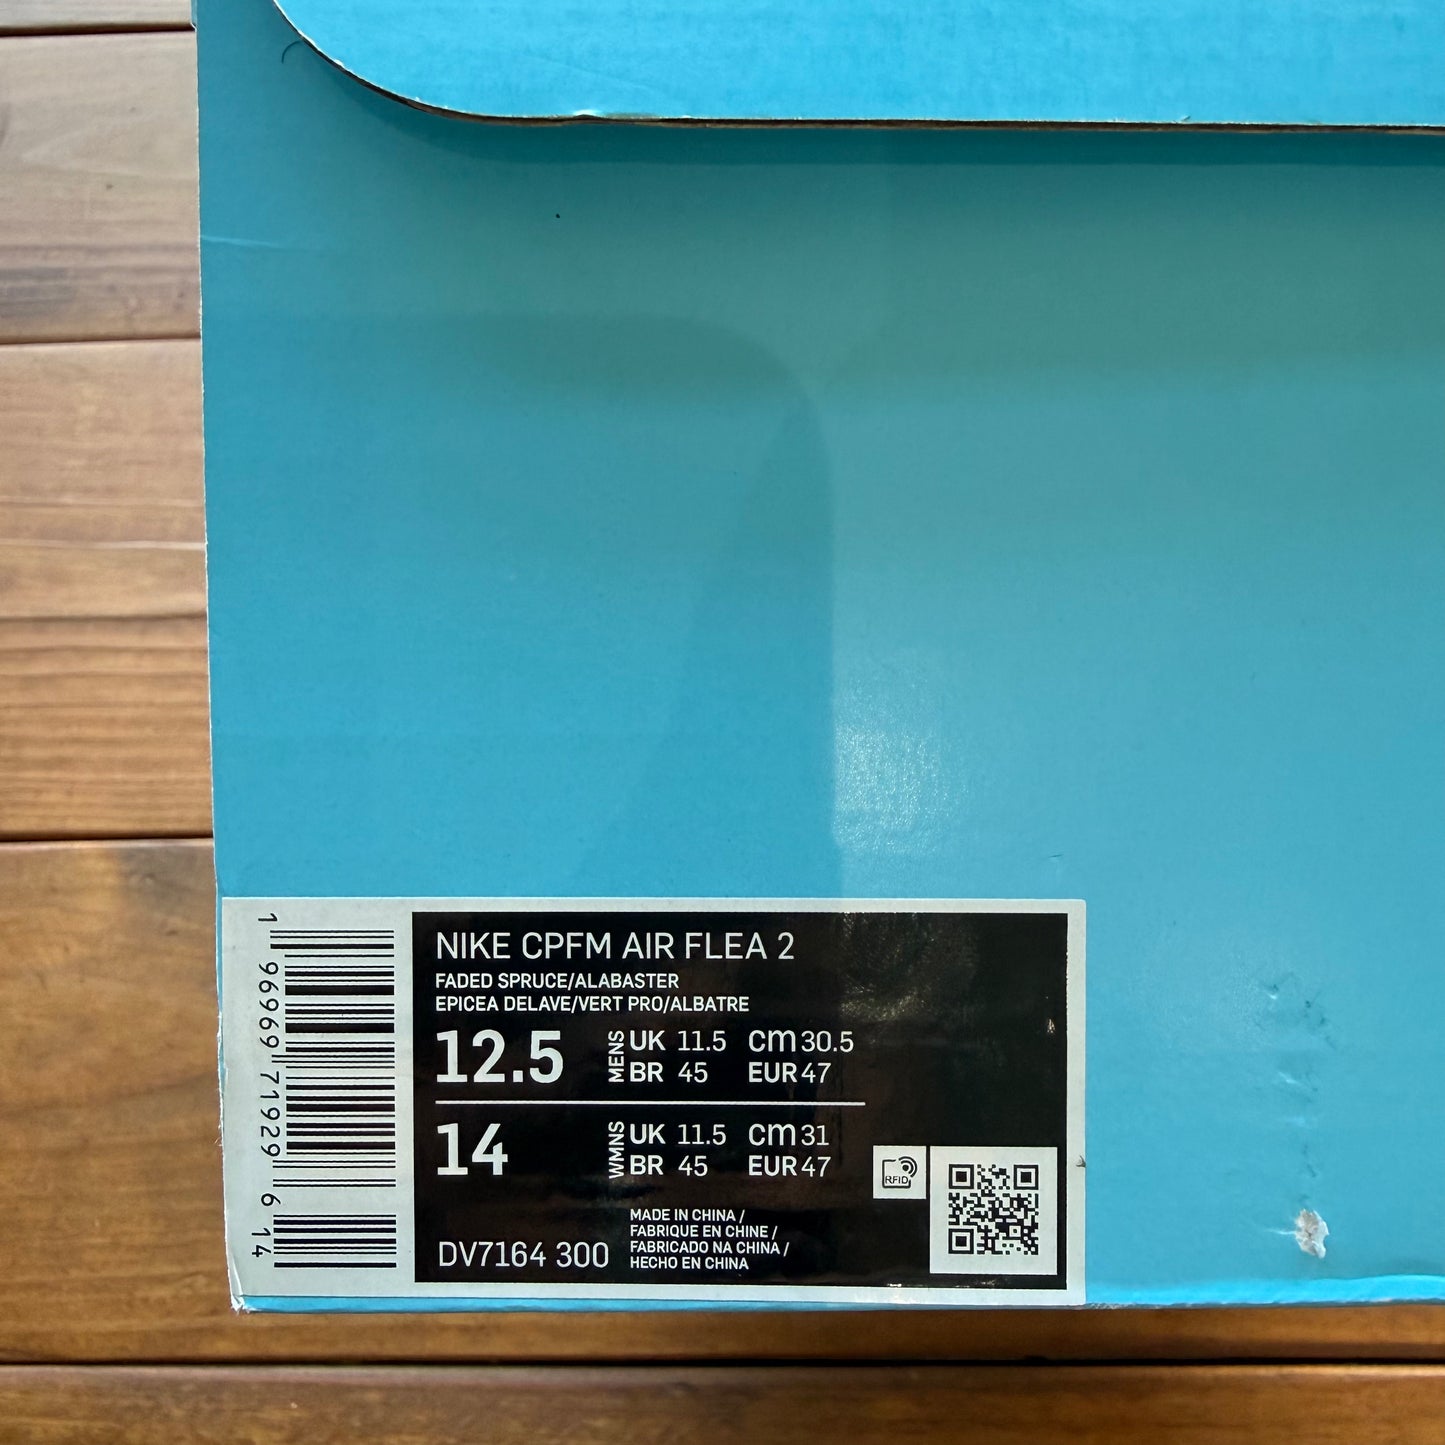 1 96969 71929 6 14
NIKE CPFM AIR FLEA 2
FADED SPRUCE/ALABASTER
EPICEA DELAVE/VERT PRO/ALBATRE
12.5 MENS UK 11.5 CM 30.5
BR 45 EUR 47
14 WMNS UK 11.5 CM 31
BR 45 EUR 47
RFID
DV7164 300
MADE IN CHINA /
FABRIQUE EN CHINE /
FABRICADO NA CHINA /
HECHO EN CHINA